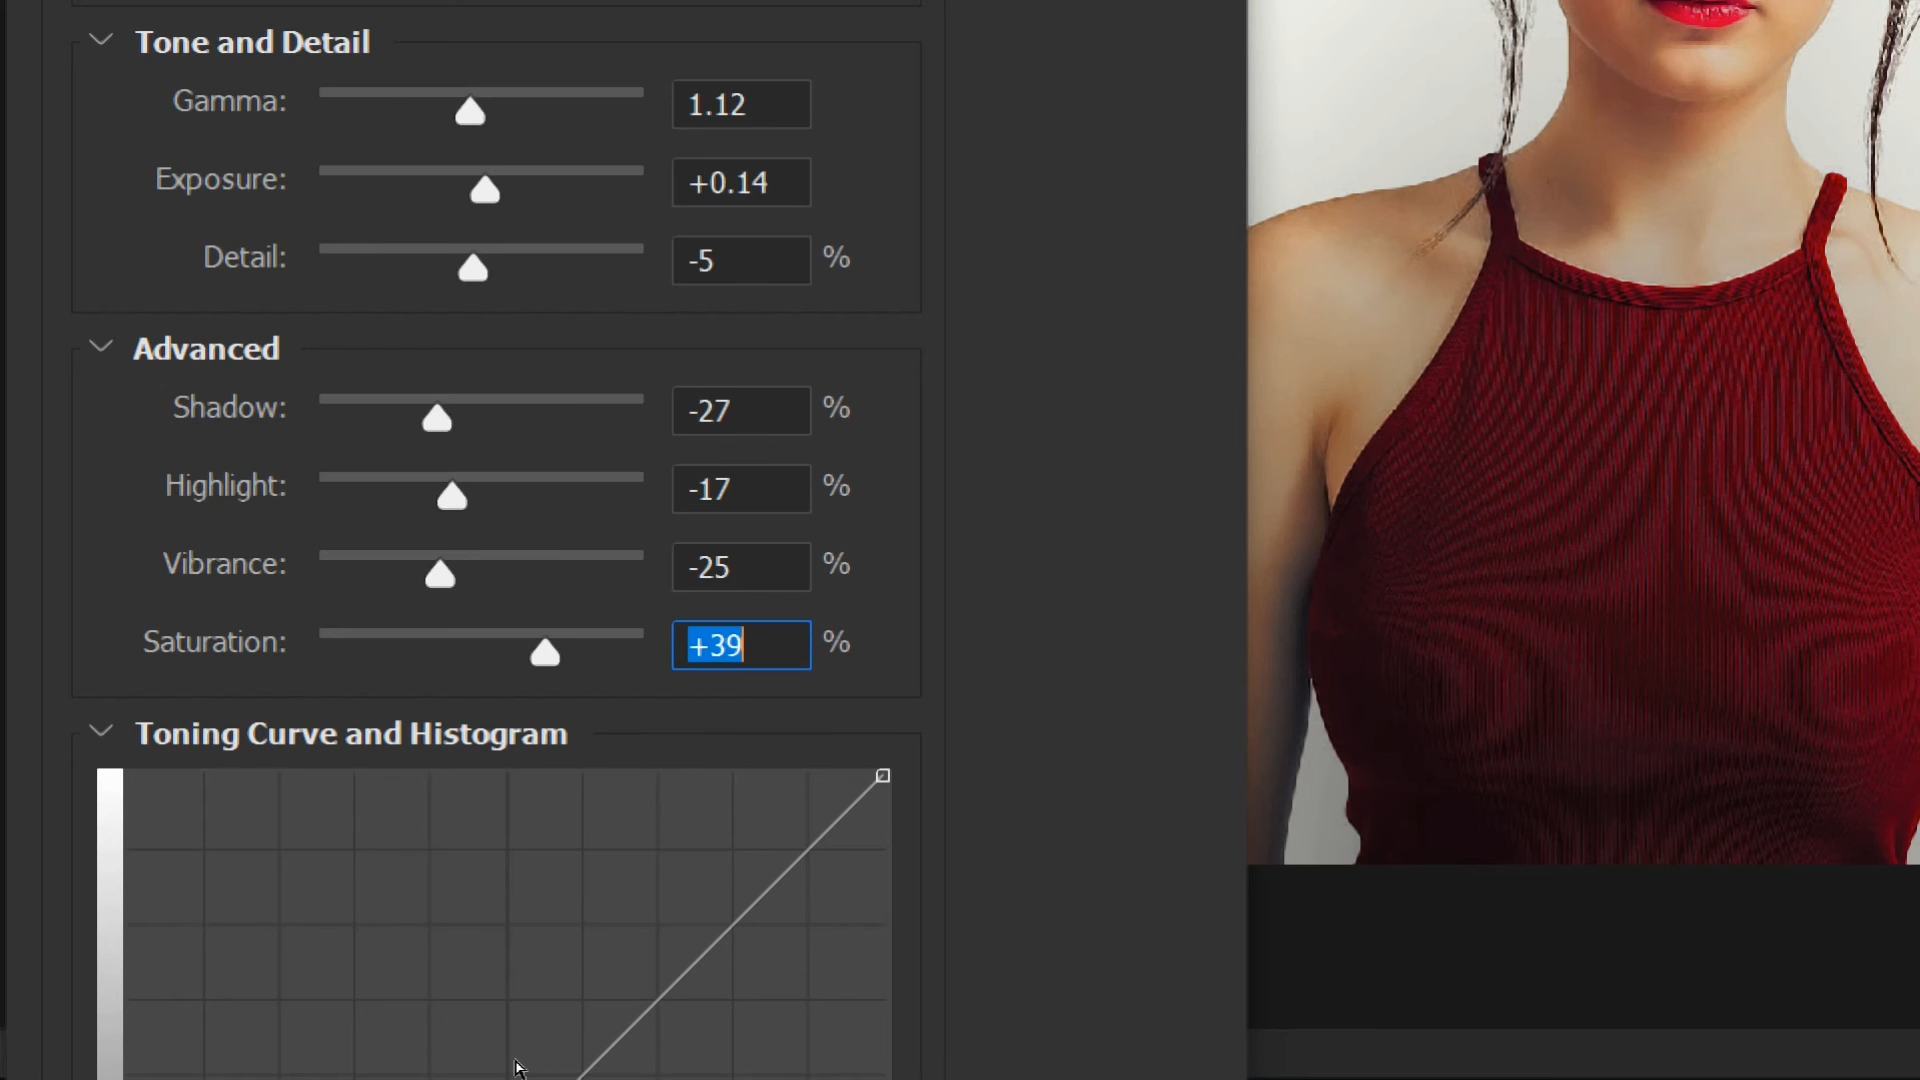 Tone and Detail
Gamma: 1.12
Exposure: +0.14
Detail: -5 %
Advanced
Shadow: -27 %
Highlight: -17 %
Vibrance: -25 %
Saturation: +39 %
Toning Curve and Histogram